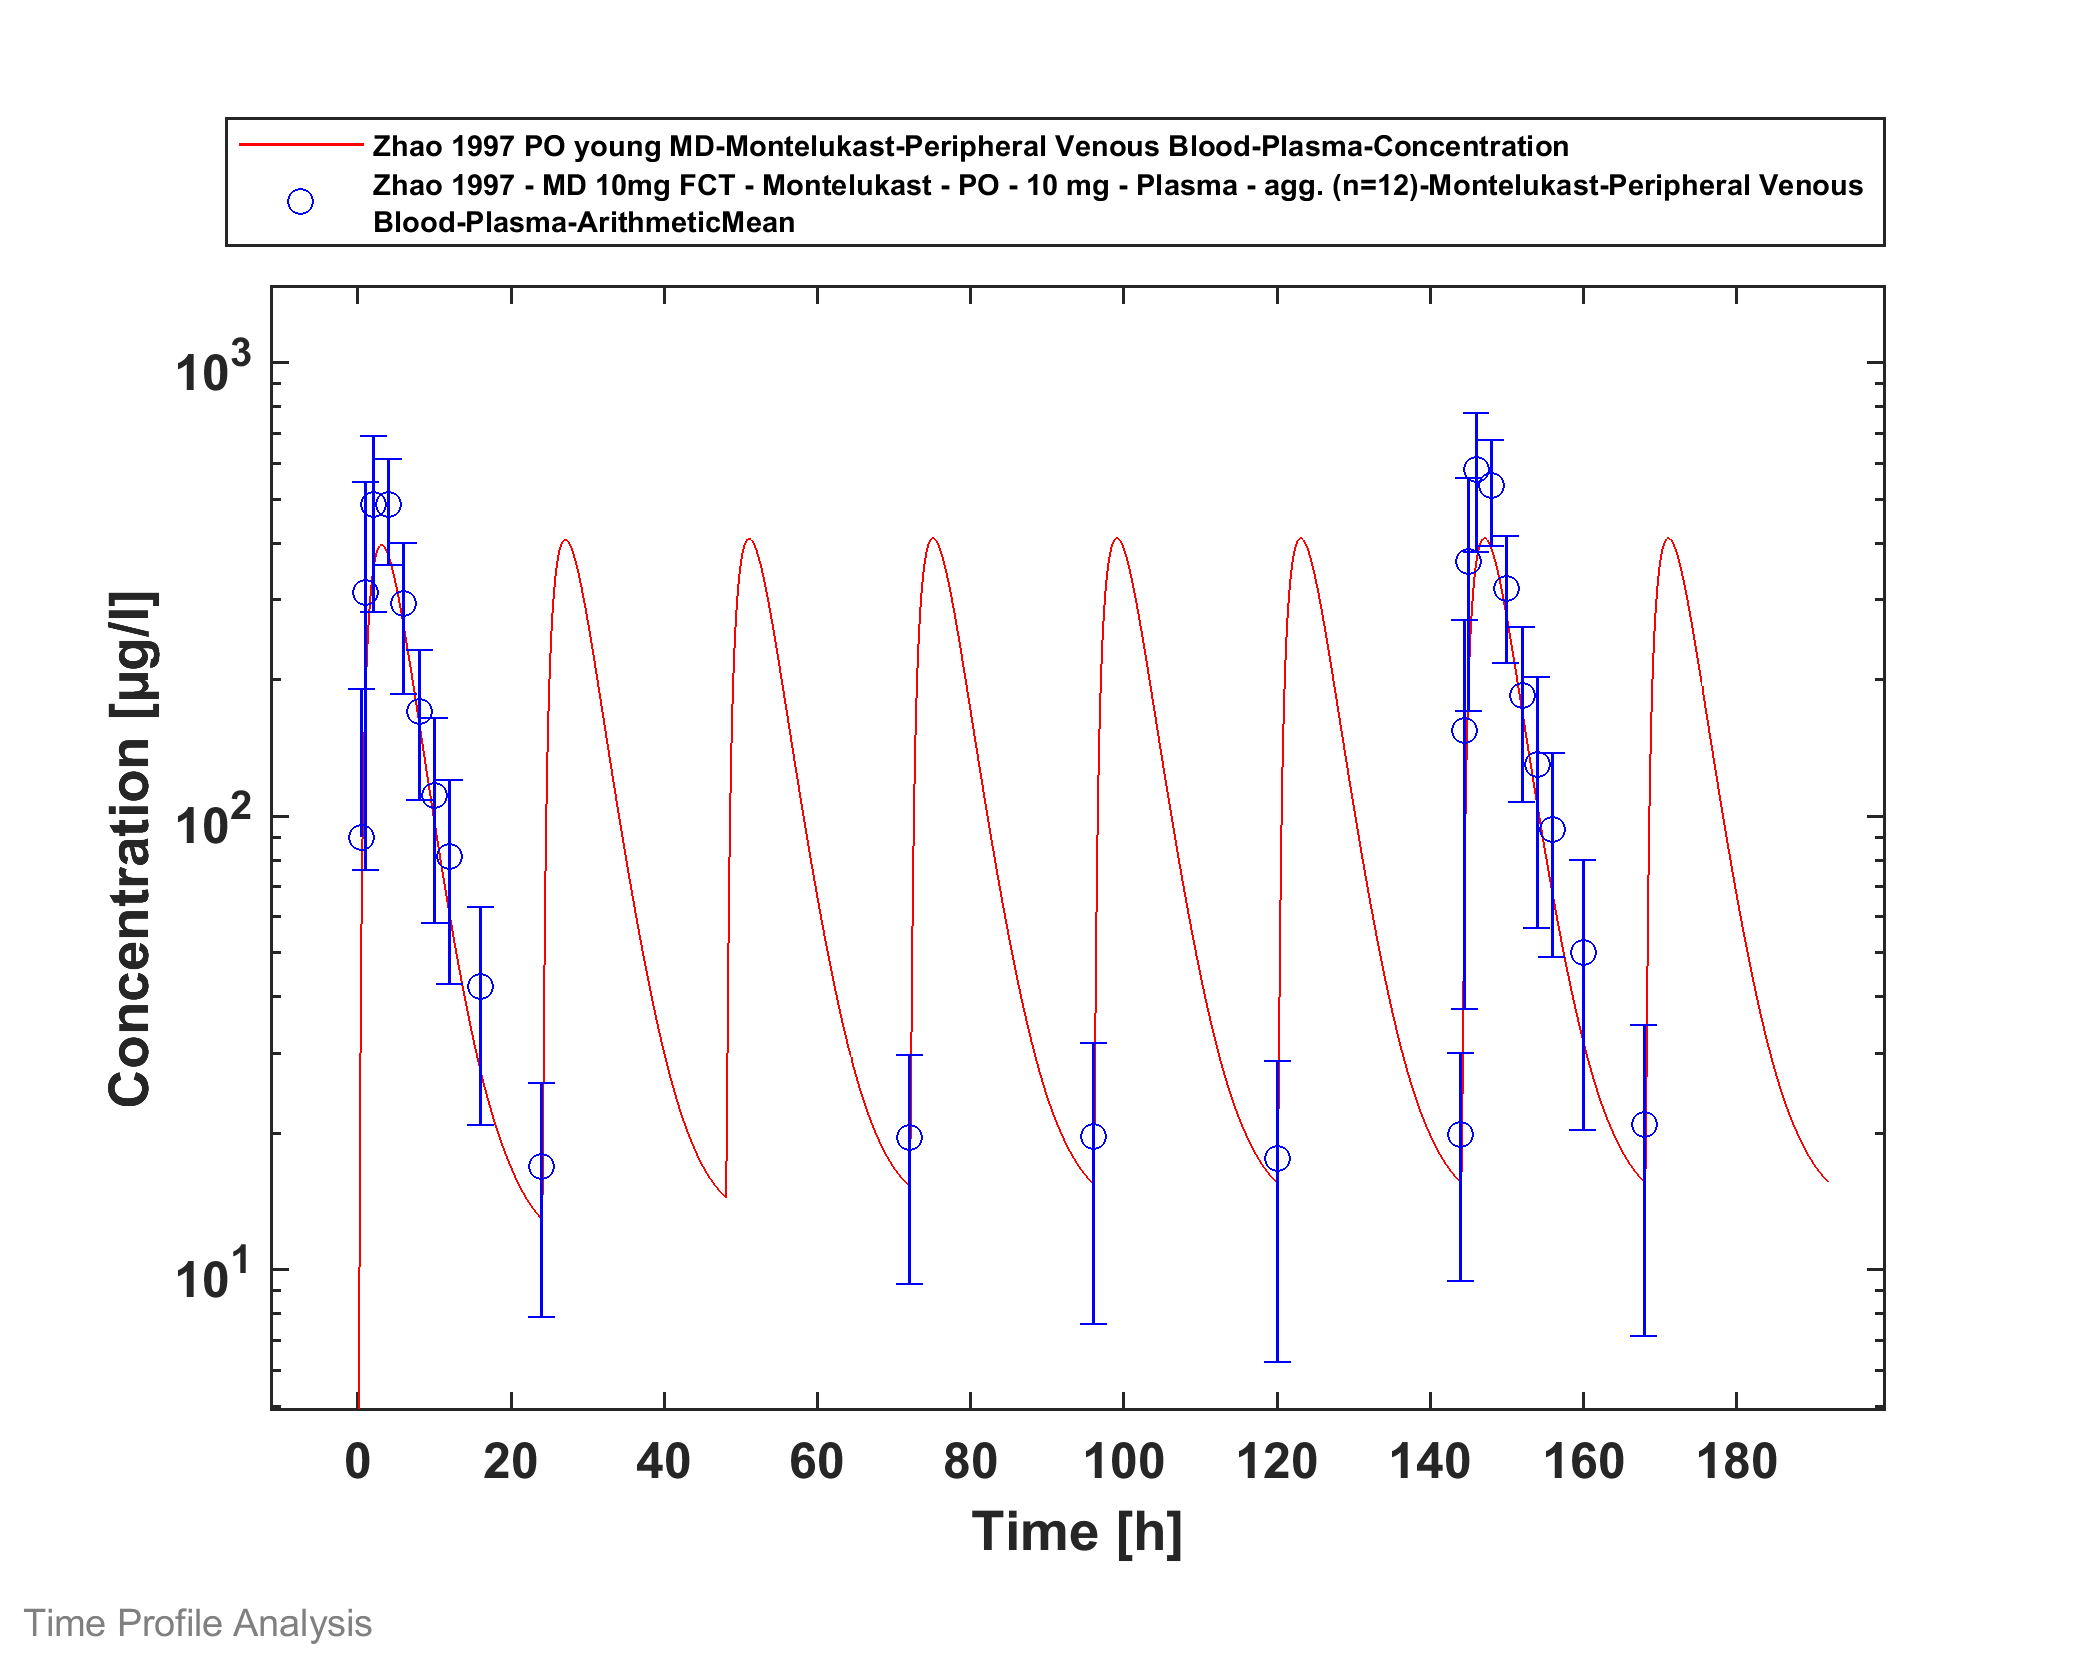 Zhao 1997 PO young MD-Montelukast-Peripheral Venous Blood-Plasma-Concentration
Zhao 1997 - MD 10mg FCT - Montelukast - PO - 10 mg - Plasma - agg. (n=12)-Montelukast-Peripheral Venous
Blood-Plasma-ArithmeticMean
10³
10²
10¹
Concentration [µg/l]
0 20 40 60 80 100 120 140 160 180
Time [h]
Time Profile Analysis